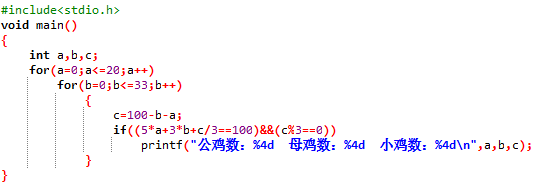 #include<stdio.h>
void main()
{
    int a,b,c;
    for(a=0;a<=20;a++)
        for(b=0;b<=33;b++)
            {
                c=100-b-a;
                if((5*a+3*b+c/3==100)&&(c%3==0))
                    printf("公鸡数：%4d  母鸡数：%4d  小鸡数：%4d\n",a,b,c);
            }
}